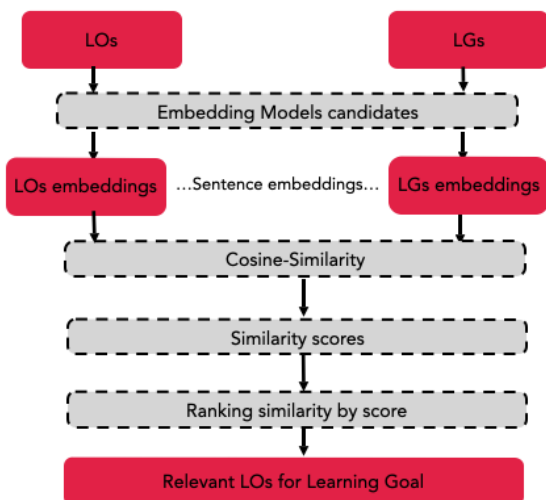 LOs
LGs
Embedding Models candidates
LOs embeddings
...Sentence embeddings...
LGs embeddings
Cosine-Similarity
Similarity scores
Ranking similarity by score
Relevant LOs for Learning Goal